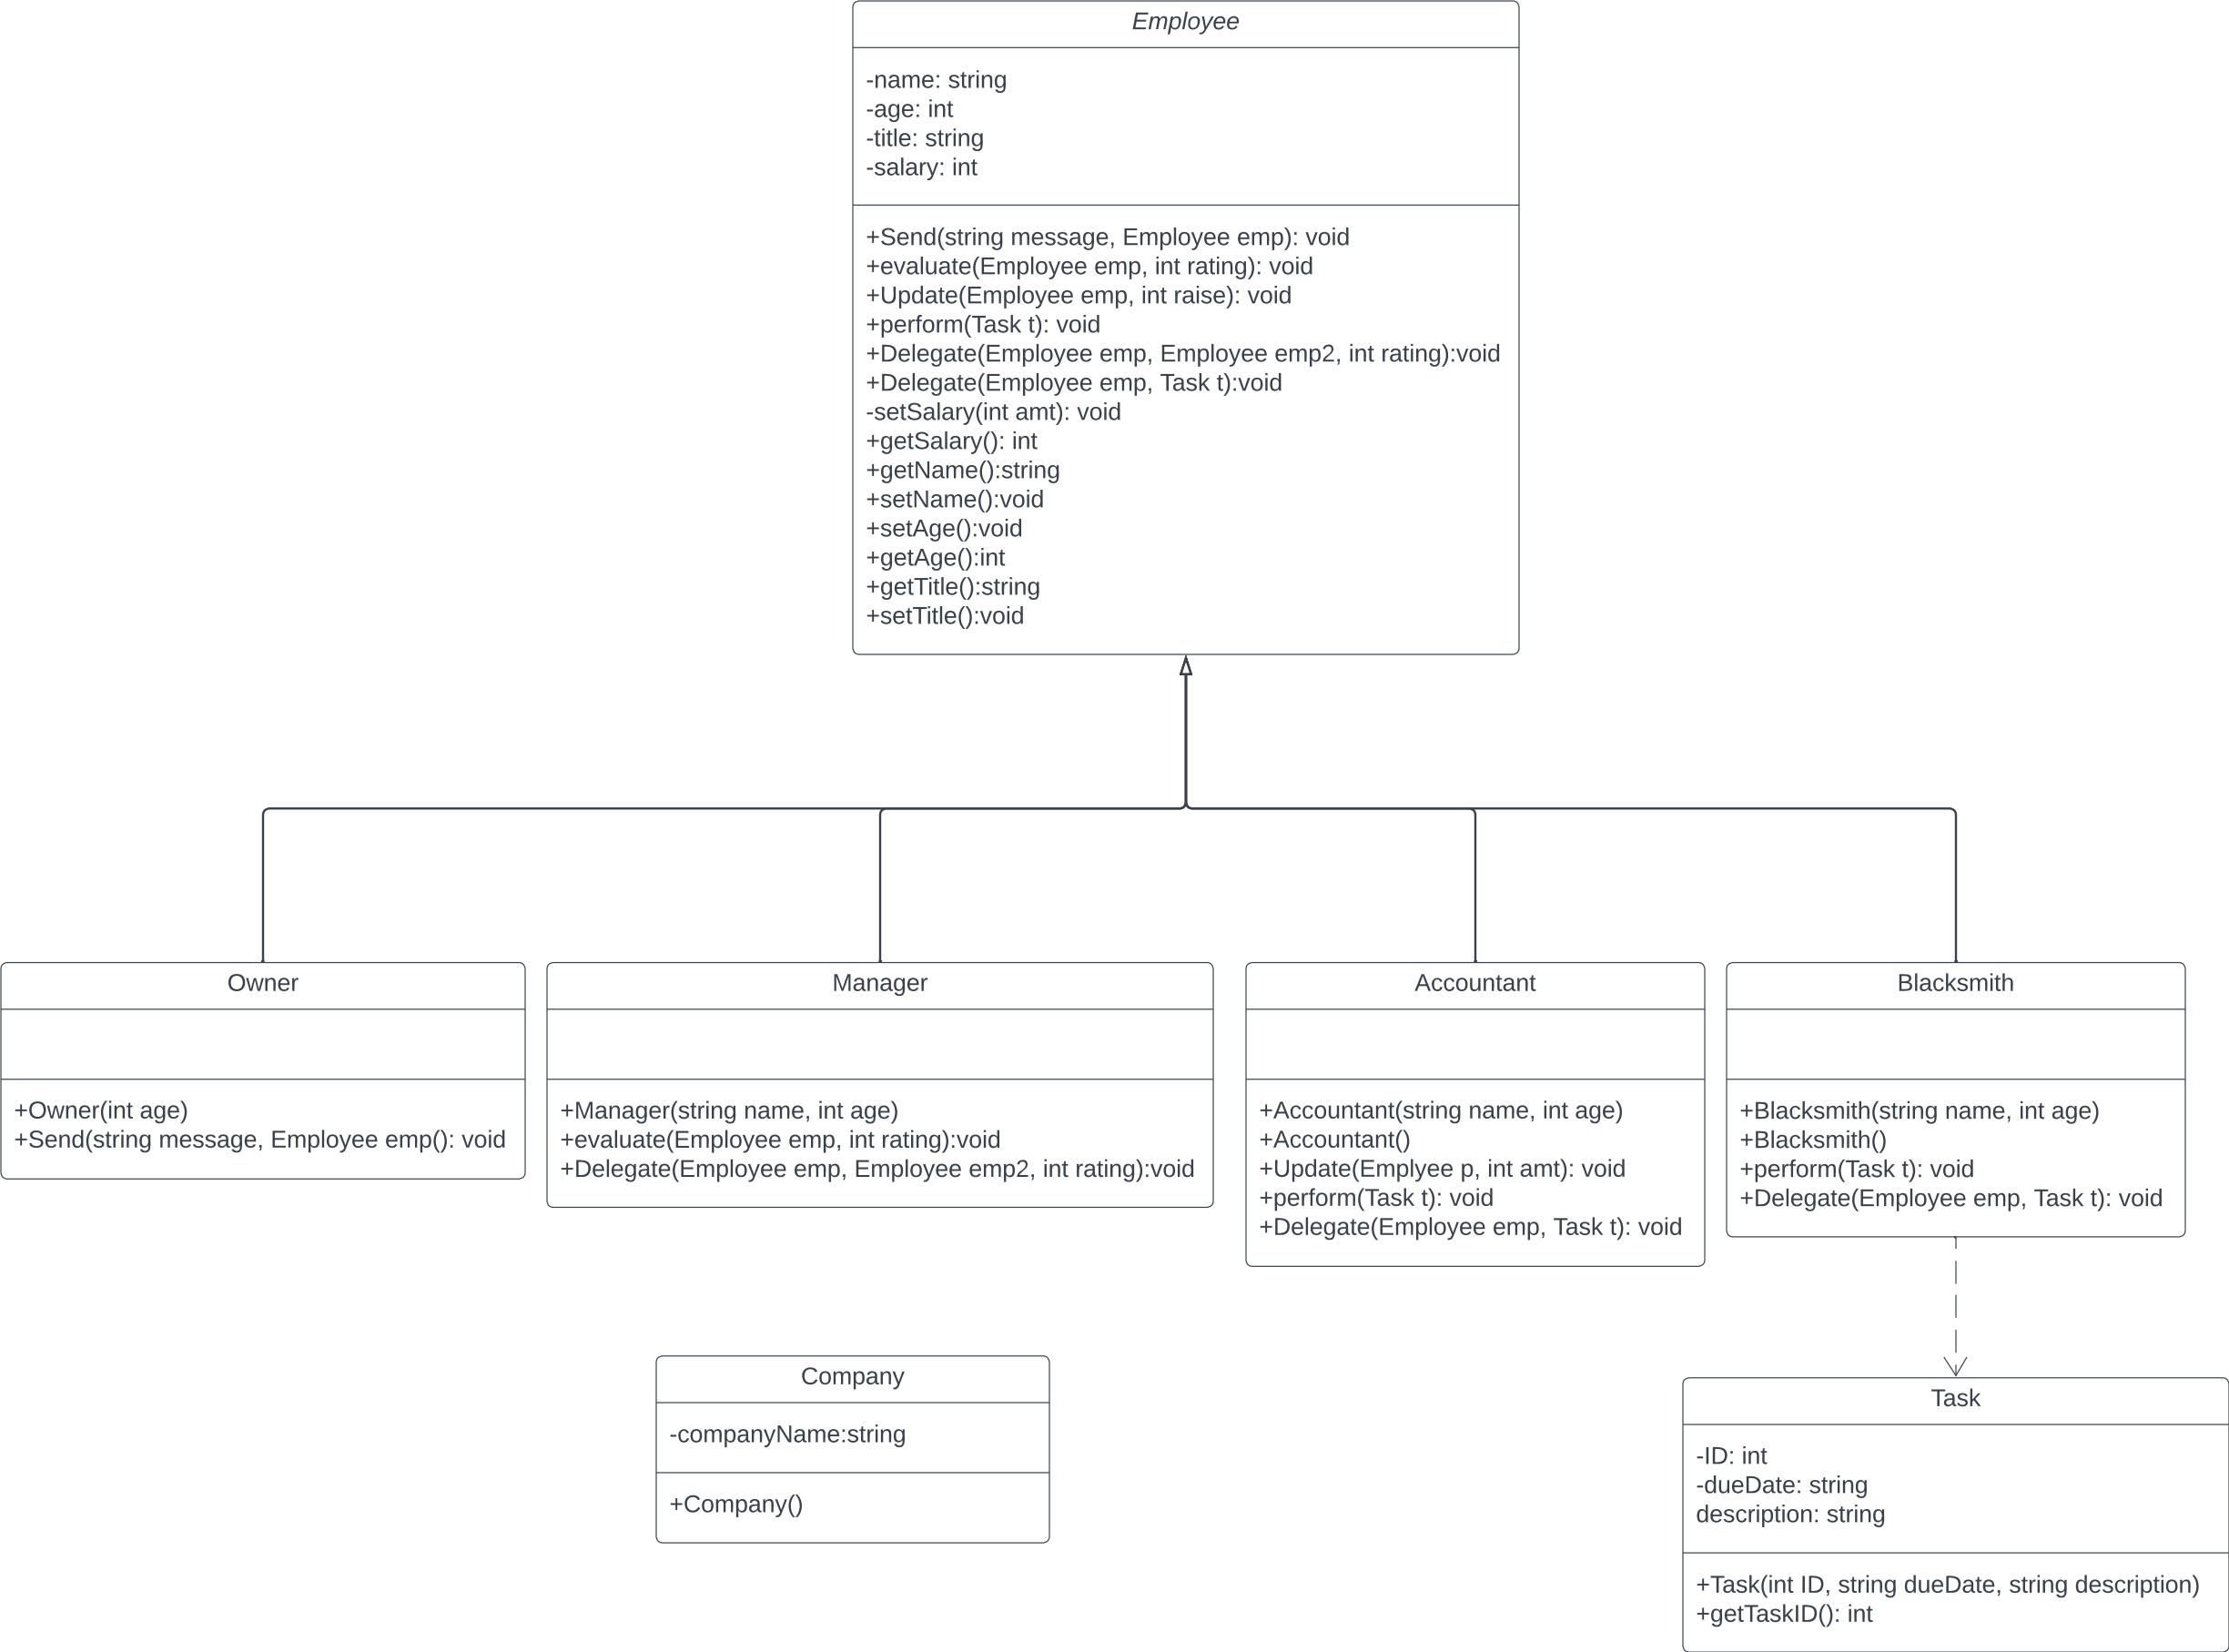 Employee
-name: string
-age: int
-title: string
-salary: int
+Send(string message, Employee emp): void
+evaluate(Employee emp, int rating): void
+Update(Employee emp, int raise): void
+perform(Task t): void
+Delegate(Employee emp, Employee emp2, int rating):void
+Delegate(Employee emp, Task t):void
-setSalary(int amt): void
+getSalary(): int
+getName():string
+setName():void
+setAge():void
+getAge():int
+getTitle():string
+setTitle():void
Owner
+Owner(int age)
+Send(string message, Employee emp(): void
Manager
+Manager(string name, int age)
+evaluate(Employee emp, int rating):void
+Delegate(Employee emp, Employee emp2, int rating):void
Accountant
+Accountant(string name, int age)
+Accountant()
+Update(Emplyee p, int amt): void
+perform(Task t): void
+Delegate(Employee emp, Task t): void
Blacksmith
+Blacksmith(string name, int age)
+Blacksmith()
+perform(Task t): void
+Delegate(Employee emp, Task t): void
Company
-companyName:string
+Company()
Task
-ID: int
-dueDate: string
description: string
+Task(int ID, string dueDate, string description)
+getTaskID(): int